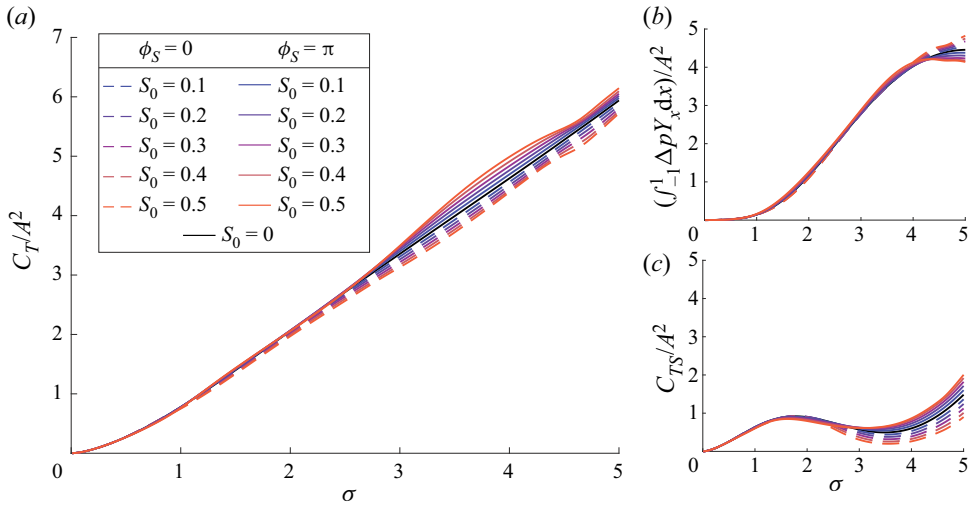 (a)
7
6
5
4
3
2
1
0
1
2
3
4
5
C_T/A^2
σ
ϕ_S = 0 ϕ_S = π
S_0 = 0.1 S_0 = 0.1
S_0 = 0.2 S_0 = 0.2
S_0 = 0.3 S_0 = 0.3
S_0 = 0.4 S_0 = 0.4
S_0 = 0.5 S_0 = 0.5
S_0 = 0
(b)
5
4
3
2
1
0
1
2
3
4
5
(∫_{-1}^{1} ΔpY_x dx)/A^2
(c)
5
4
3
2
1
0
1
2
3
4
5
C_{TS}/A^2
σ